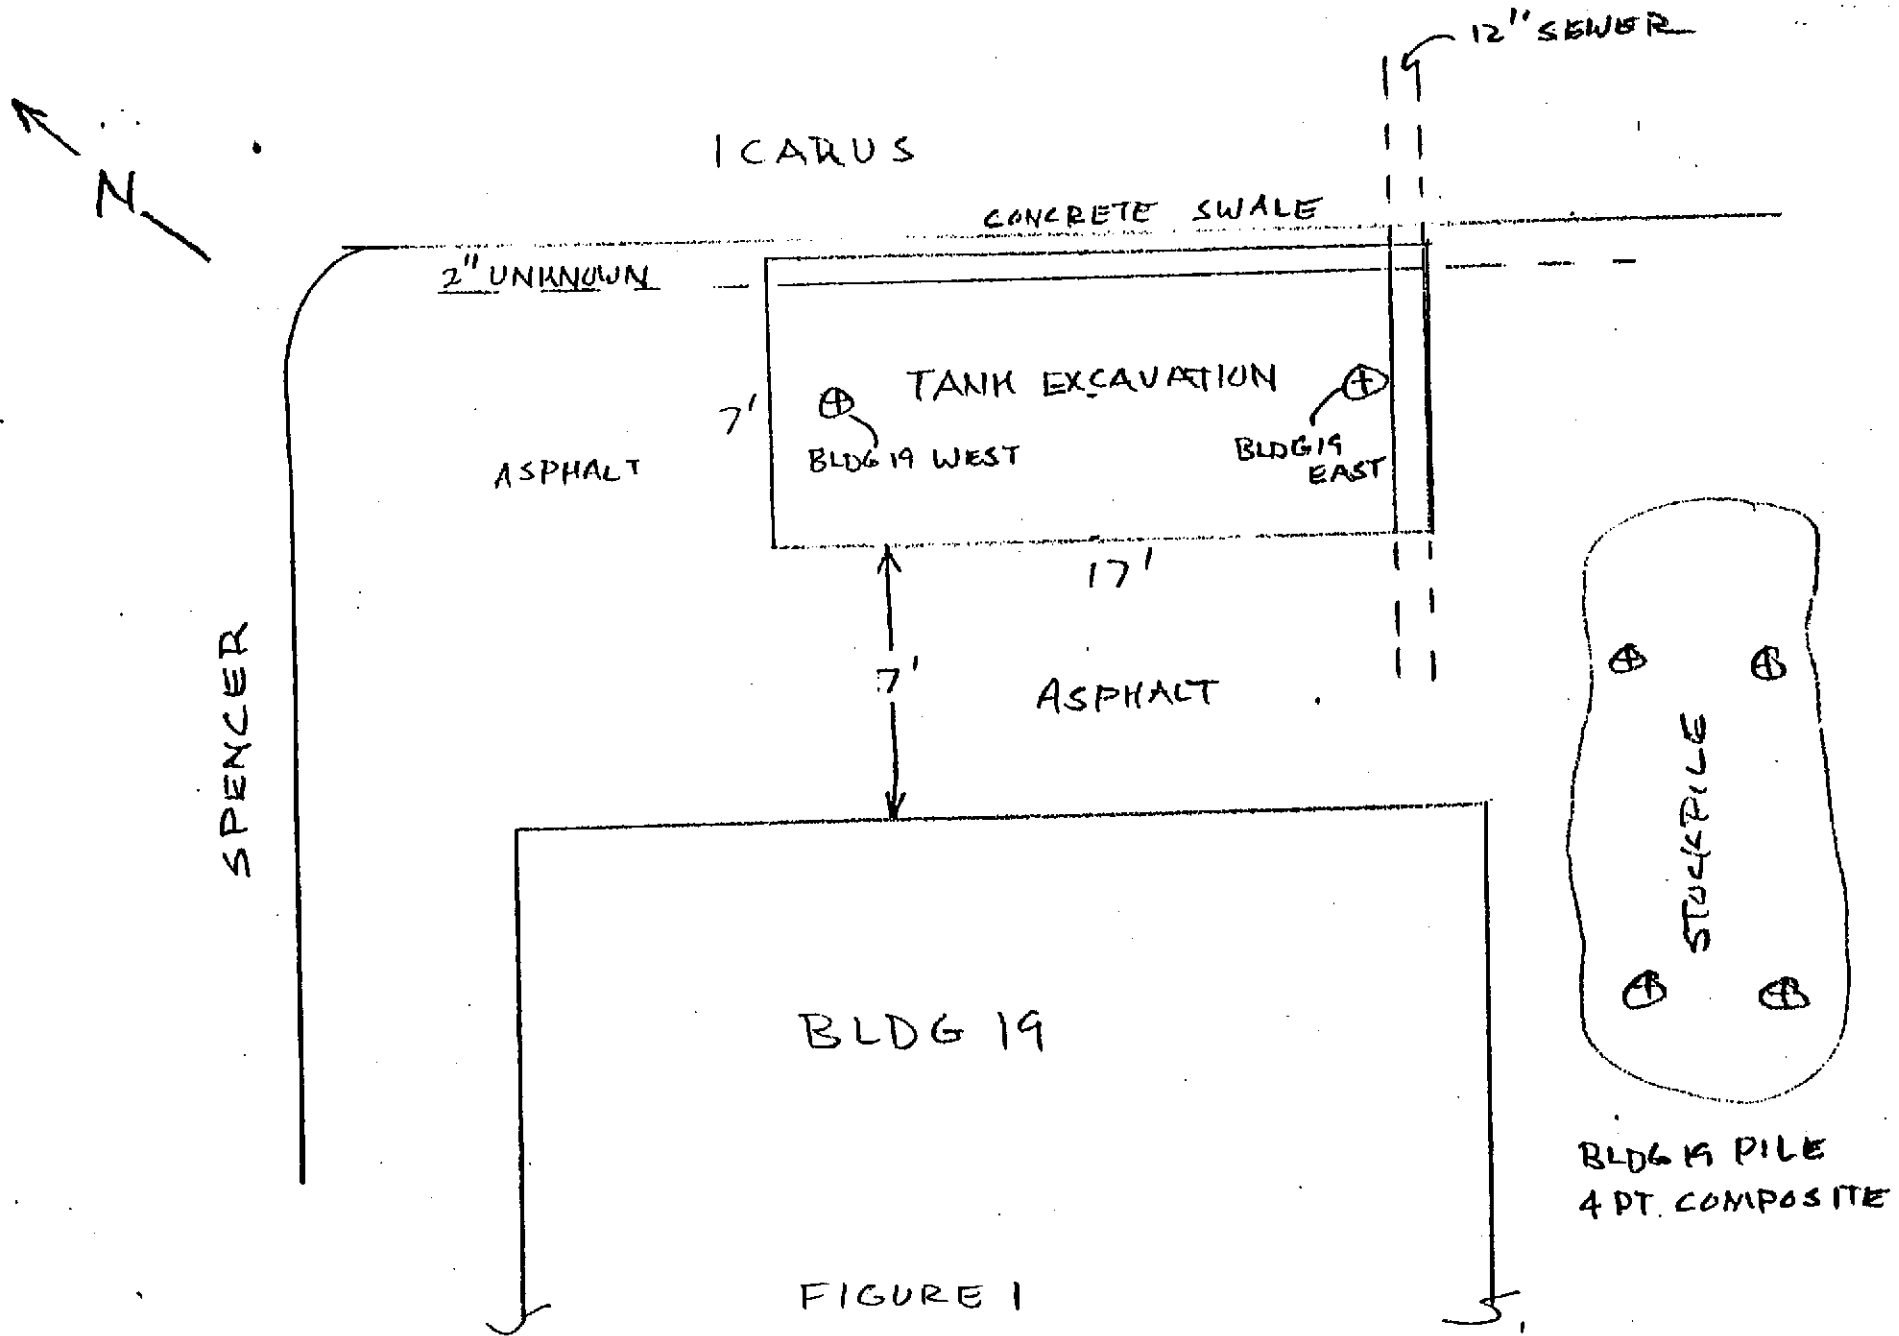 12" SEWER
N
ICARUS
CONCRETE SWALE
2" UNKNOWN
TANK EXCAVATION
7'
BLDG 19 WEST
BLDG 19
EAST
ASPHALT
17'
7'
ASPHALT
SPENCER
STOCKPILE
BLDG 19
BLDG 19 PILE
4 PT. COMPOSITE
FIGURE 1